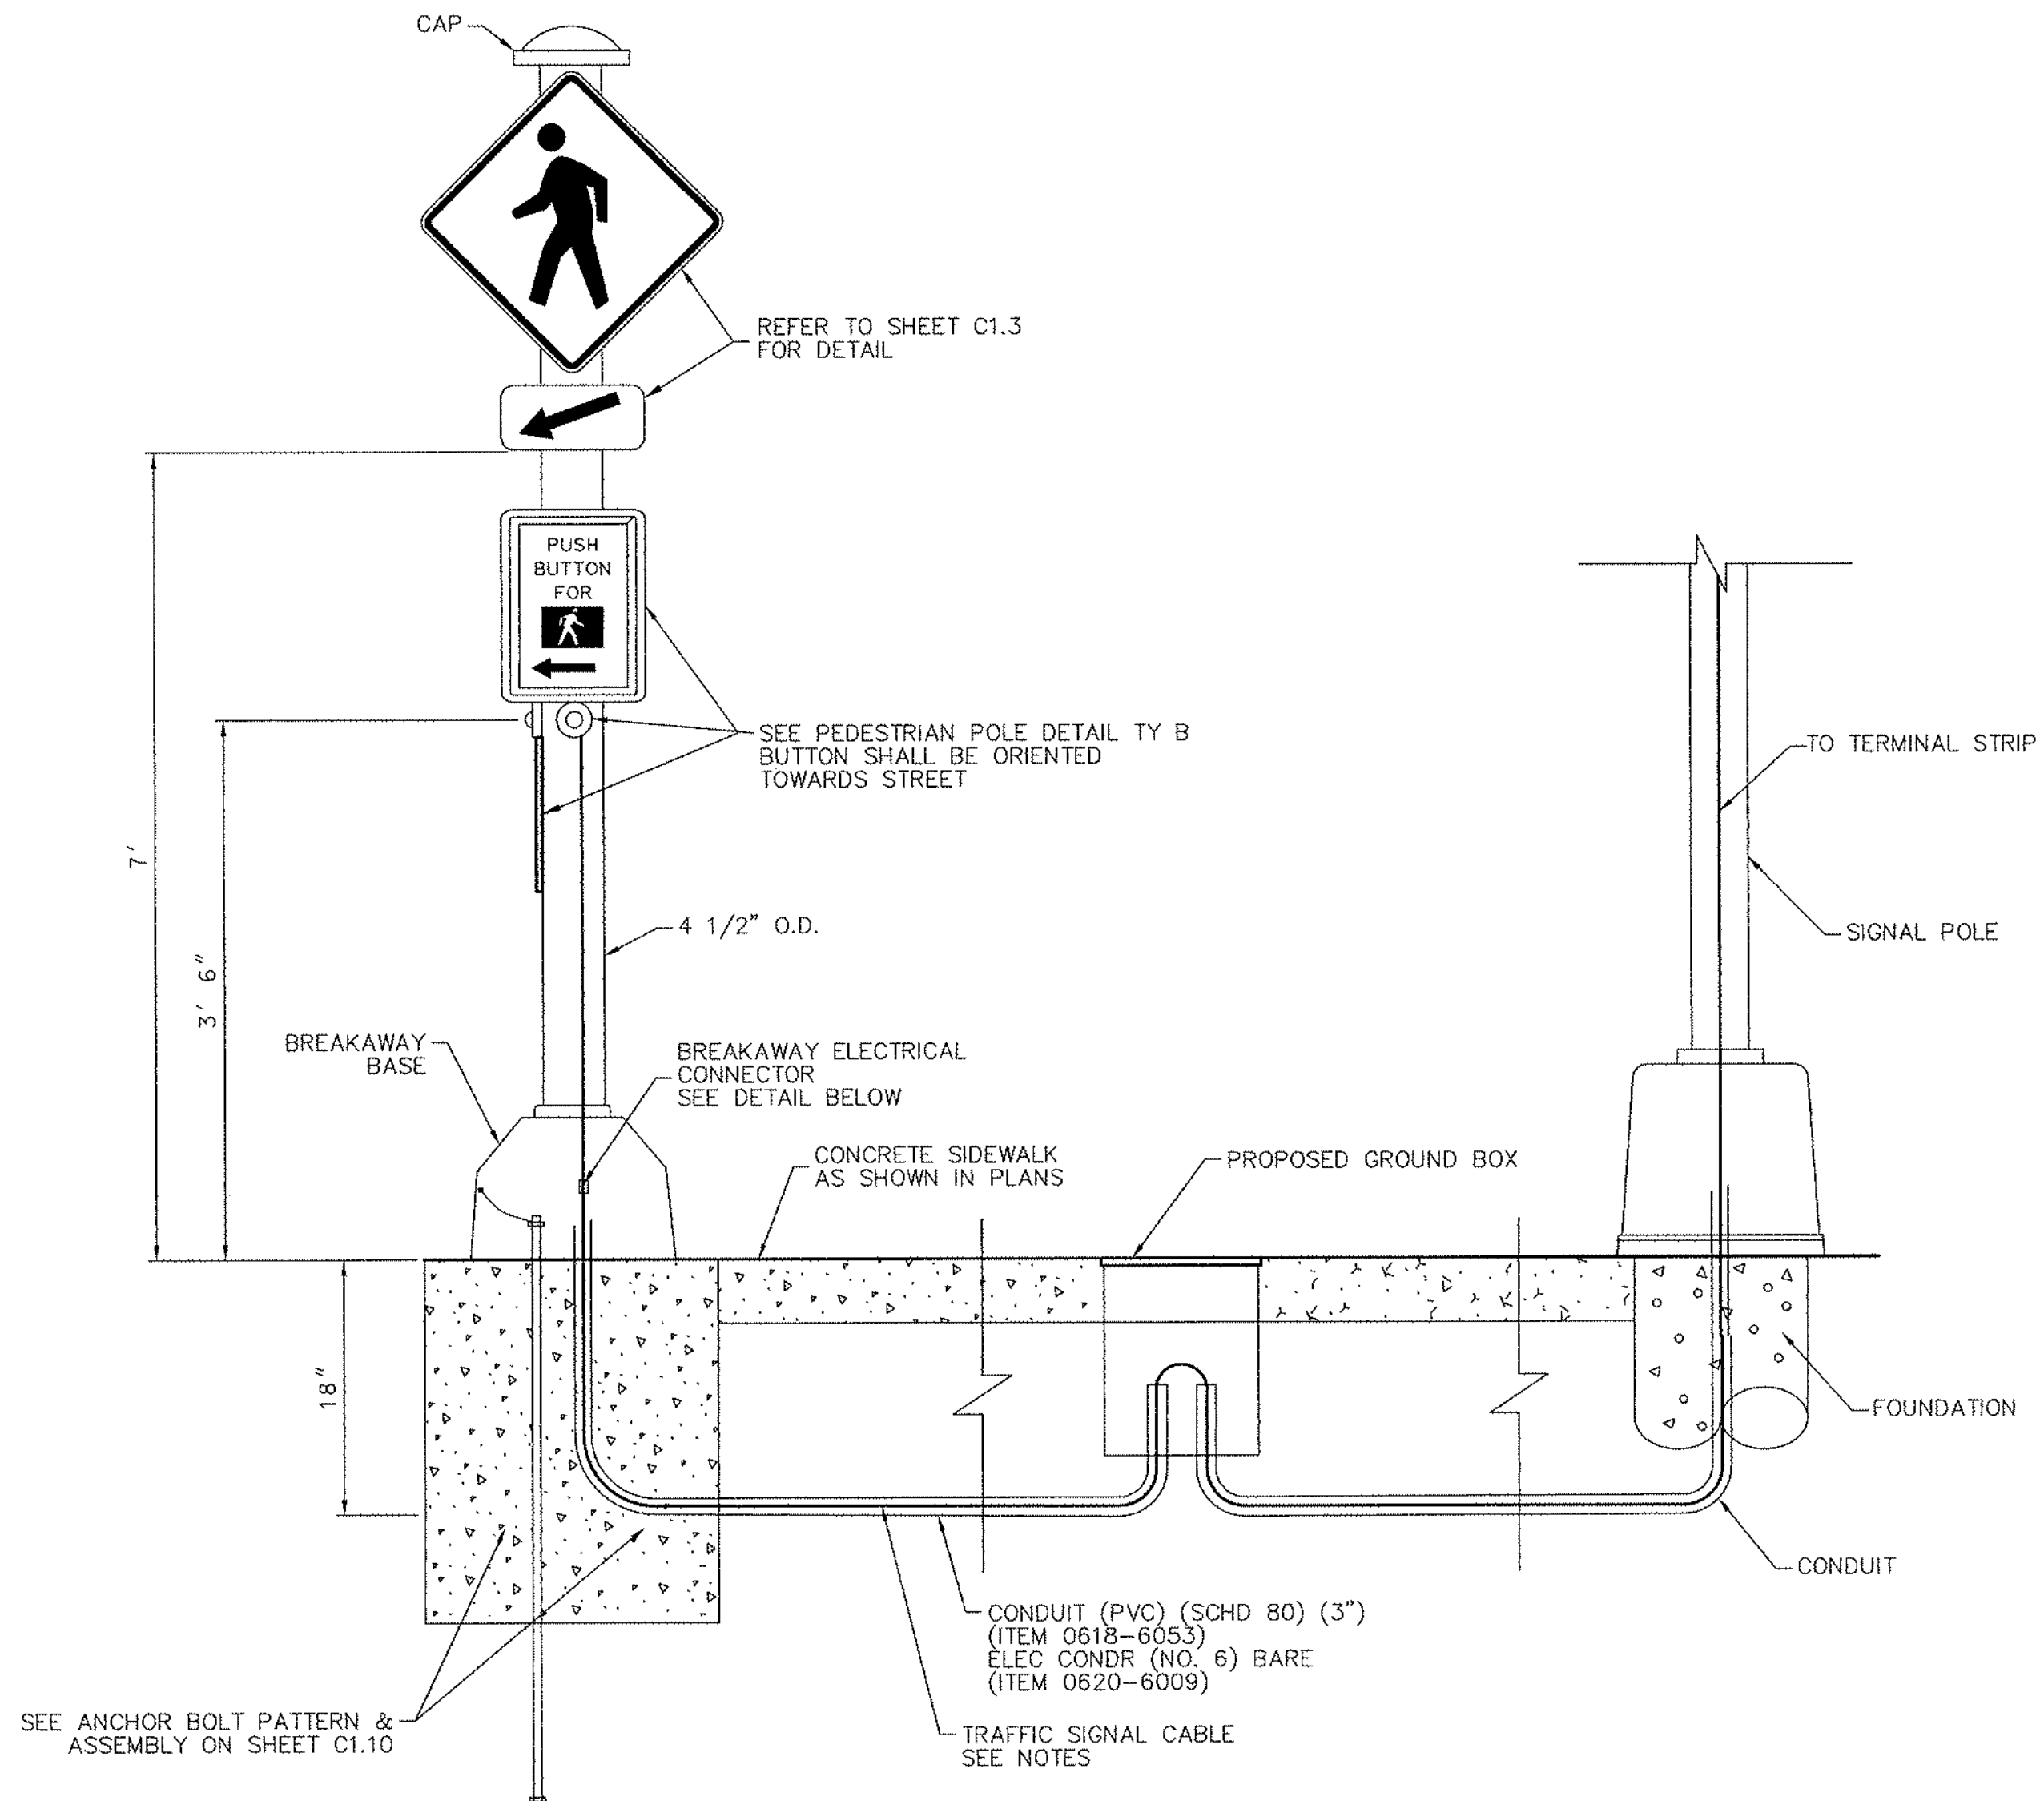 CAP
REFER TO SHEET C1.3
FOR DETAIL
PUSH
BUTTON
FOR
SEE PEDESTRIAN POLE DETAIL TY B
BUTTON SHALL BE ORIENTED
TOWARDS STREET
TO TERMINAL STRIP
7'
4 1/2" O.D.
SIGNAL POLE
3' 6"
BREAKAWAY
BASE
BREAKAWAY ELECTRICAL
CONNECTOR
SEE DETAIL BELOW
CONCRETE SIDEWALK
AS SHOWN IN PLANS
PROPOSED GROUND BOX
18"
FOUNDATION
CONDUIT
CONDUIT (PVC) (SCHD 80) (3")
(ITEM 0618-6053)
ELEC CONDR (NO. 6) BARE
(ITEM 0620-6009)
SEE ANCHOR BOLT PATTERN &
ASSEMBLY ON SHEET C1.10
TRAFFIC SIGNAL CABLE
SEE NOTES